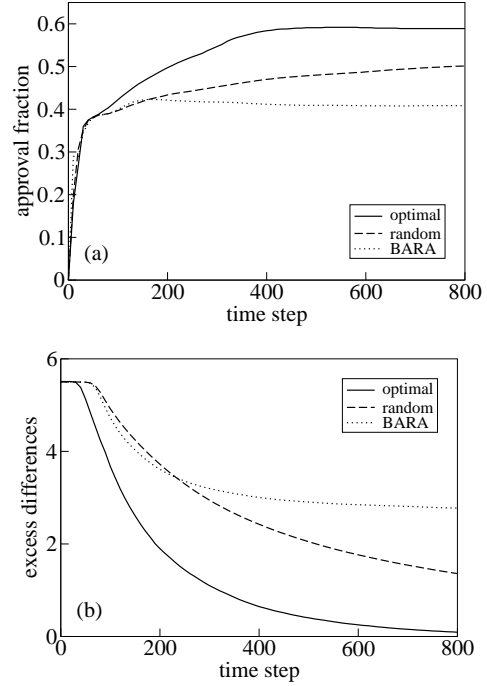 0.6
0.5
0.4
0.3
0.2
0.1
0
approval fraction
optimal
random
BARA
(a)
0 200 400 600 800
time step
6
4
2
0
excess differences
optimal
random
BARA
(b)
0 200 400 600 800
time step